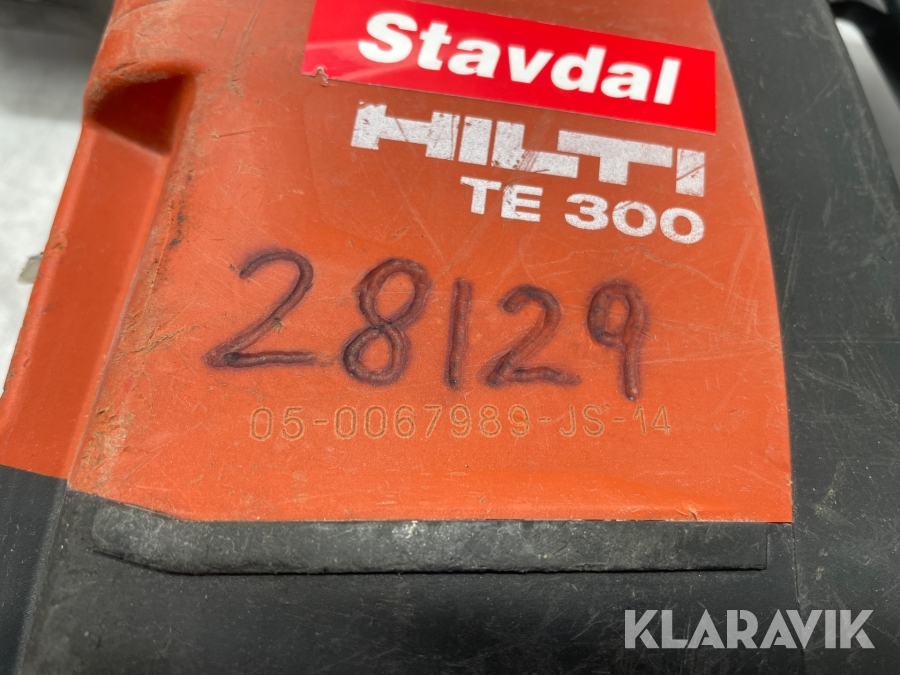 Stavdal
HILTI
TE 300
28129
05-0067989-JS-14
KLARAVIK